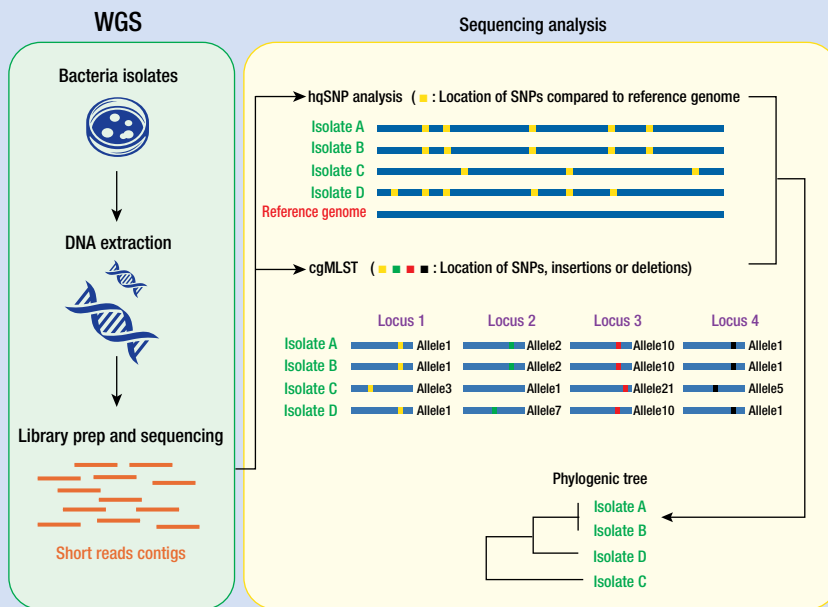 WGS
Bacteria isolates
DNA extraction
Library prep and sequencing
Short reads contigs
Sequencing analysis
hqSNP analysis ( : Location of SNPs compared to reference genome
Isolate A
Isolate B
Isolate C
Isolate D
Reference genome
cgMLST ( : Location of SNPs, insertions or deletions)
Locus 1 Locus 2 Locus 3 Locus 4
Isolate A Allele1 Allele2 Allele10 Allele1
Isolate B Allele1 Allele2 Allele10 Allele1
Isolate C Allele3 Allele1 Allele21 Allele5
Isolate D Allele1 Allele7 Allele10 Allele1
Phylogenic tree
Isolate A
Isolate B
Isolate D
Isolate C